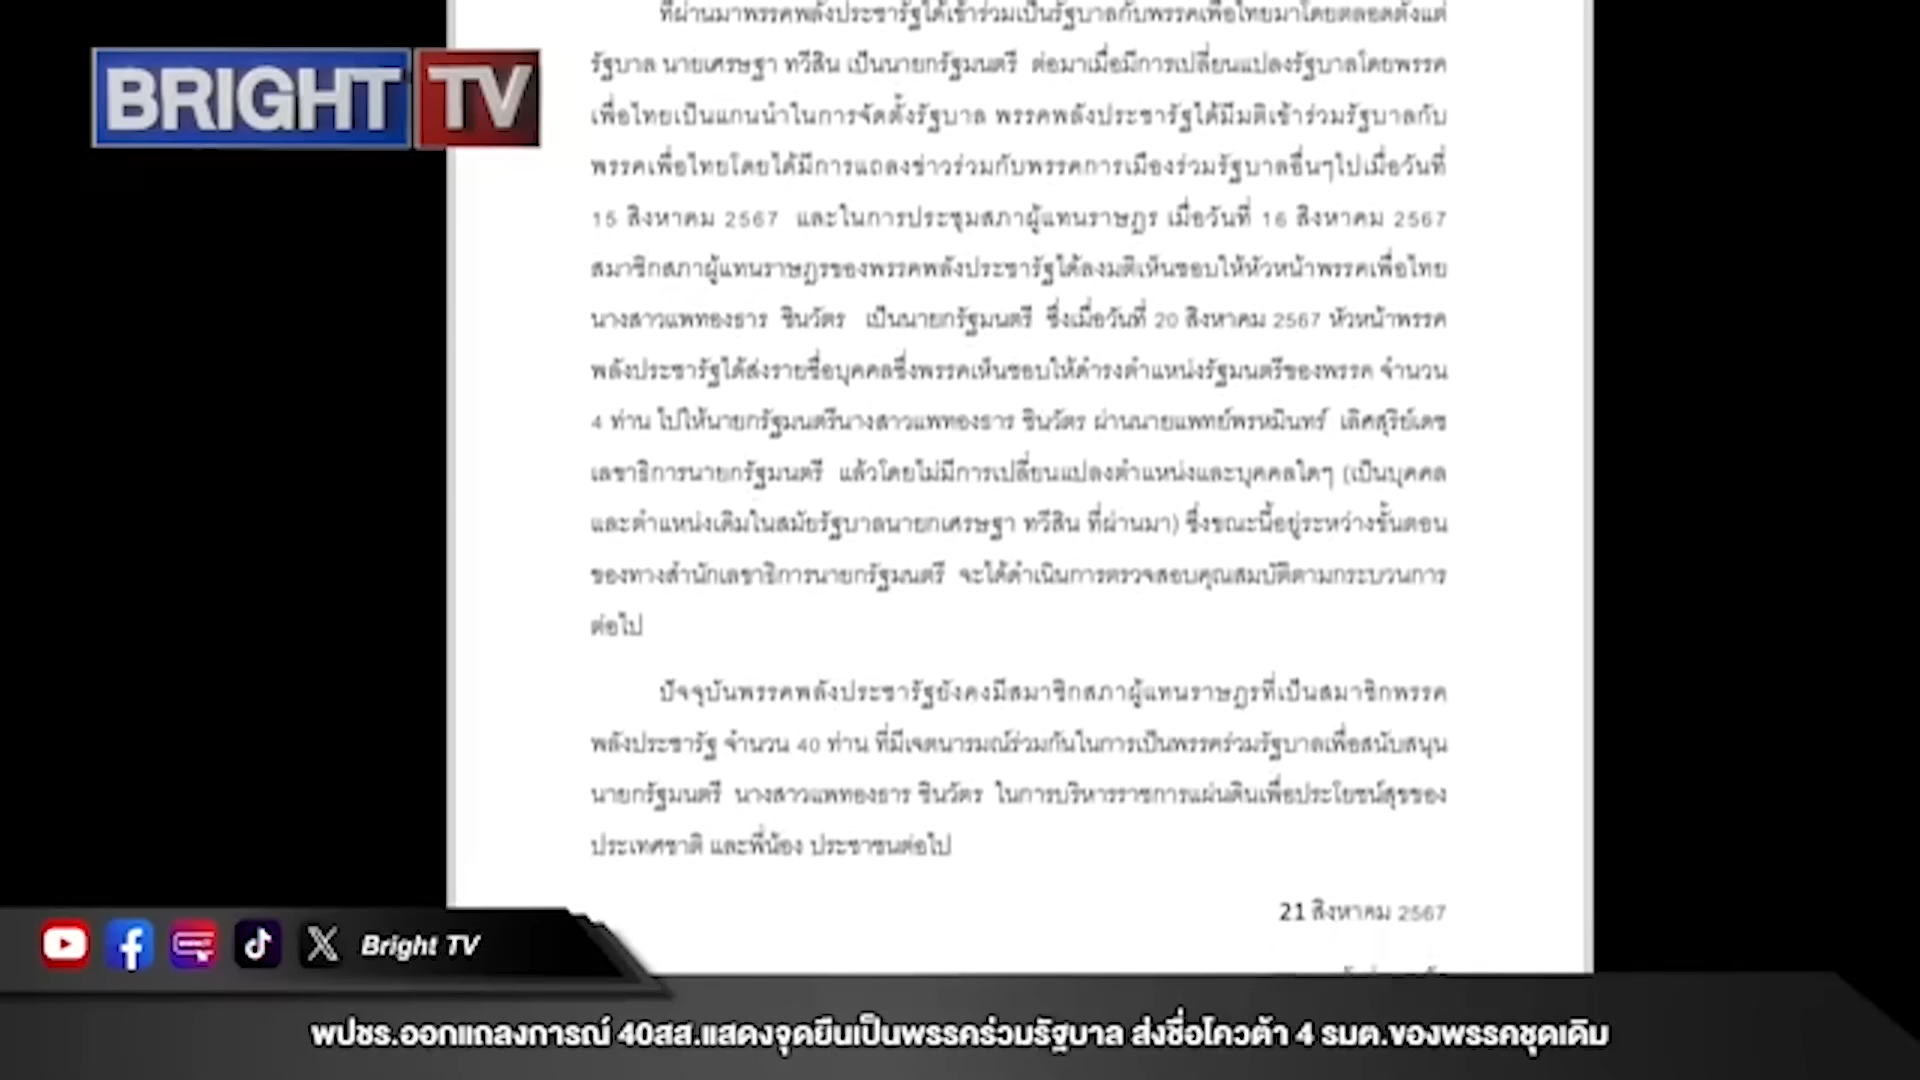 ที่ผ่านมาพรรคพลังประชารัฐได้เข้าร่วมเป็นรัฐบาลกับพรรคเพื่อไทยมาโดยตลอดตั้งแต่
BRIGHT TV
รัฐบาล นายเศรษฐา ทวีสิน เป็นนายกรัฐมนตรี ต่อมาเมื่อมีการเปลี่ยนแปลงรัฐบาลโดยพรรค
เพื่อไทยเป็นแกนนำในการจัดตั้งรัฐบาล พรรคพลังประชารัฐได้มีมติเข้าร่วมรัฐบาลกับ
พรรคเพื่อไทยโดยได้มีการแถลงข่าวร่วมกับพรรคการเมืองร่วมรัฐบาลอื่นๆไปเมื่อวันที่
15 สิงหาคม 2567 และในการประชุมสภาผู้แทนราษฎร เมื่อวันที่ 16 สิงหาคม 2567
สมาชิกสภาผู้แทนราษฎรของพรรคพลังประชารัฐได้ลงมติเห็นชอบให้หัวหน้าพรรคเพื่อไทย
นางสาวแพทองธาร ชินวัตร เป็นนายกรัฐมนตรี ซึ่งเมื่อวันที่ 20 สิงหาคม 2567 หัวหน้าพรรค
พลังประชารัฐได้ส่งรายชื่อบุคคลซึ่งพรรคเห็นชอบให้ดำรงตำแหน่งรัฐมนตรีของพรรค จำนวน
4 ท่าน ไปให้นายกรัฐมนตรีนางสาวแพทองธาร ชินวัตร ผ่านนายแพทย์พรหมินทร์ เลิศสุริย์เดช
เลขาธิการนายกรัฐมนตรี แล้วโดยไม่มีการเปลี่ยนแปลงตำแหน่งและบุคคลใดๆ (เป็นบุคคล
และตำแหน่งเดิมในสมัยรัฐบาลนายกเศรษฐา ทวีสิน ที่ผ่านมา) ซึ่งขณะนี้อยู่ระหว่างขั้นตอน
ของทางสำนักเลขาธิการนายกรัฐมนตรี จะได้ดำเนินการตรวจสอบคุณสมบัติตามกระบวนการ
ต่อไป
ปัจจุบันพรรคพลังประชารัฐยังคงมีสมาชิกสภาผู้แทนราษฎรที่เป็นสมาชิกพรรค
พลังประชารัฐ จำนวน 40 ท่าน ที่มีเจตนารมณ์ร่วมกันในการเป็นพรรคร่วมรัฐบาลเพื่อสนับสนุน
นายกรัฐมนตรี นางสาวแพทองธาร ชินวัตร ในการบริหารราชการแผ่นดินเพื่อประโยชน์สุขของ
ประเทศชาติ และพี่น้อง ประชาชนต่อไป
21 สิงหาคม 2567
Bright TV
พปชร.ออกแถลงการณ์ 40สส.แสดงจุดยืนเป็นพรรคร่วมรัฐบาล ส่งชื่อโควต้า 4 รมต.ของพรรคชุดเดิม